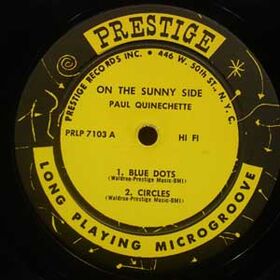 PRESTIGE
PRESTIGE RECORDS INC. • 446 W. 50th ST., N.Y.C.
ON THE SUNNY SIDE
PAUL QUINECHETTE
PRLP 7103 A
HI FI
1. BLUE DOTS
(Waldron-Prestige Music-BMI)
2. CIRCLES
(Waldron-Prestige Music-BMI)
LONG PLAYING MICROGROOVE